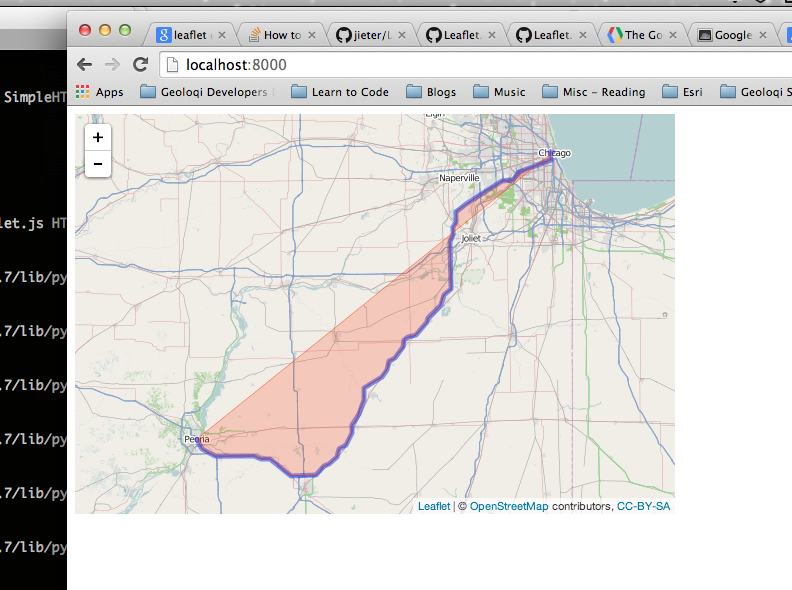 leaflet
How to
jieter/L
Leaflet.
Leaflet.
The Go
Google
localhost:8000
Apps
Geoloqi Developers
Learn to Code
Blogs
Music
Misc – Reading
Esri
Geoloqi S
SimpleHT
let.js HT
.7/lib/py
.7/lib/py
.7/lib/py
.7/lib/py
.7/lib/py
.7/lib/py
+
−
Elgin
Chicago
Naperville
Joliet
Peoria
Leaflet | © OpenStreetMap contributors, CC-BY-SA